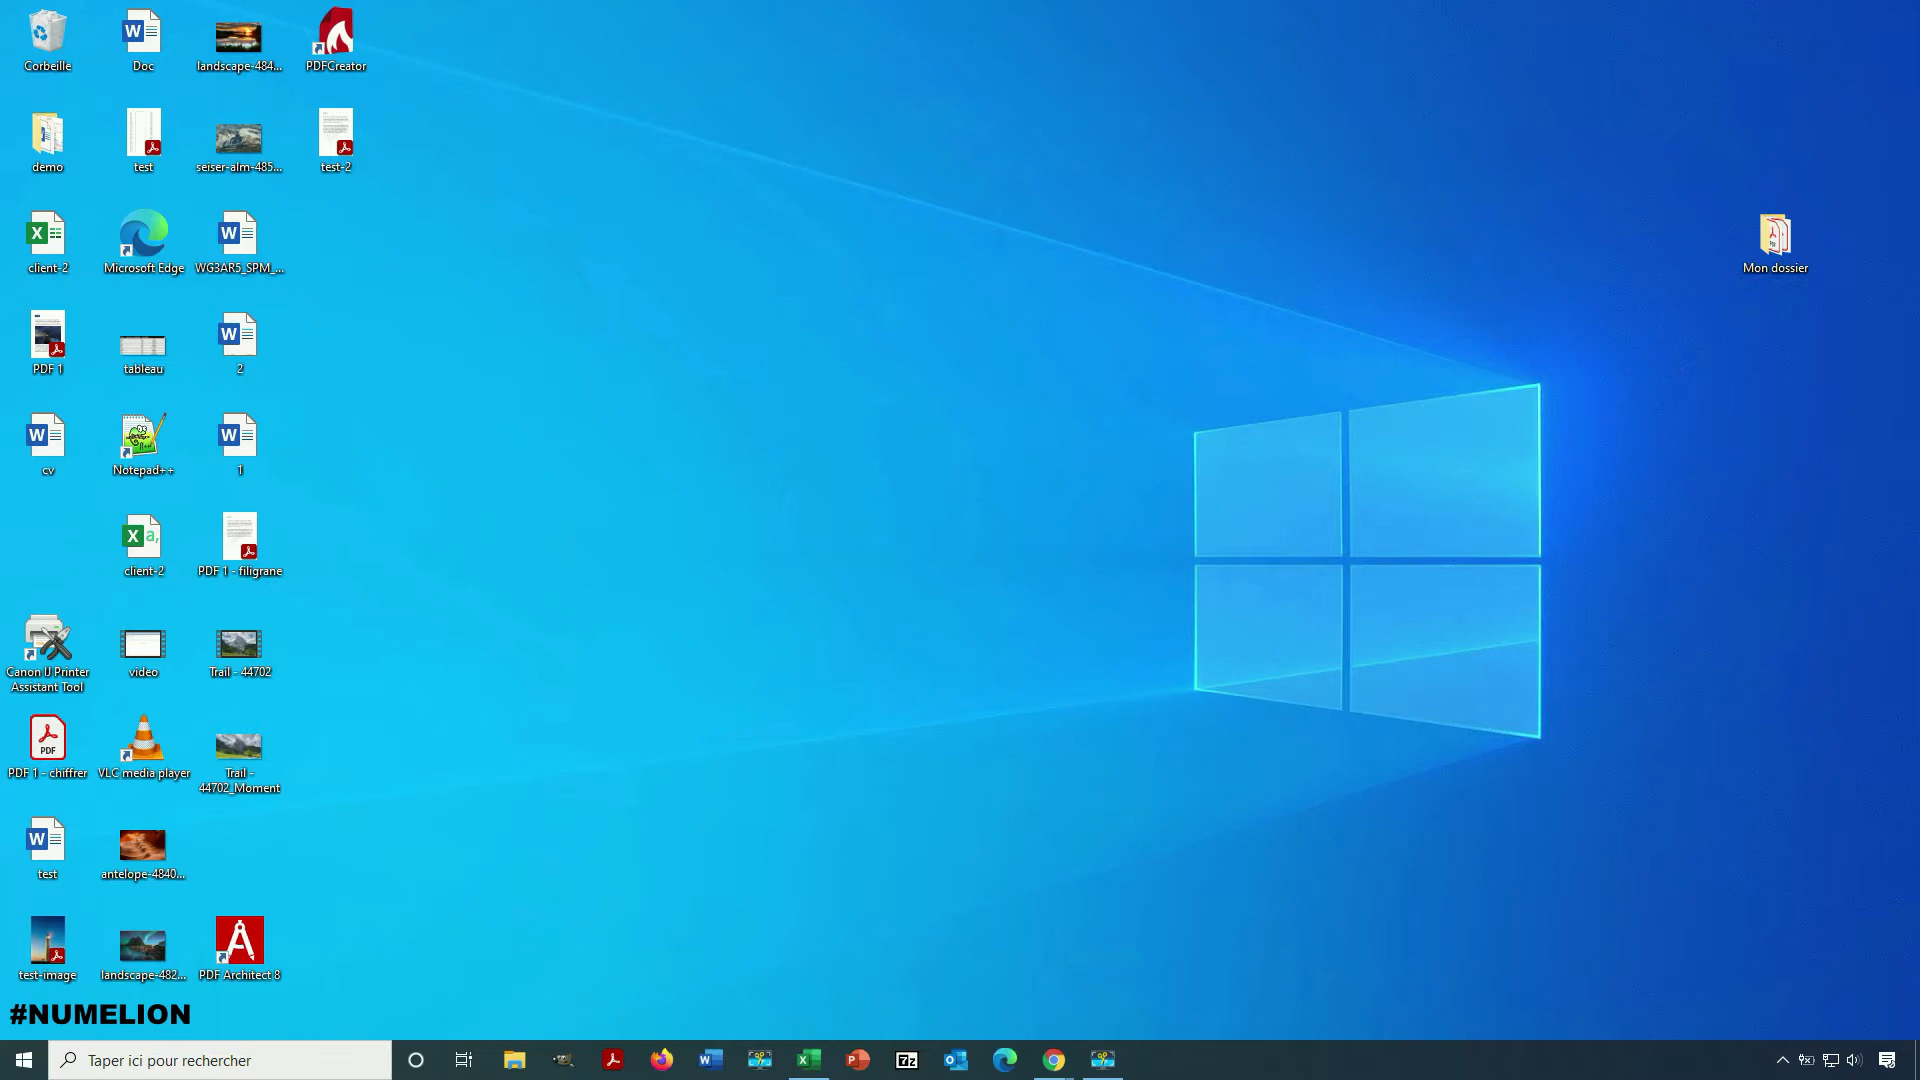 Corbeille
Doc
landscape-484...
PDFCreator
demo
test
seiser-alm-485...
test-2
client-2
Microsoft Edge
WG3AR5_SPM_...
Mon dossier
PDF 1
tableau
2
cv
Notepad++
1
client-2
PDF 1 - filigrane
Canon IJ Printer
Assistant Tool
video
Trail - 44702
PDF
PDF 1 - chiffrer
VLC media player
Trail -
44702_Moment
test
antelope-4840...
test-image
landscape-482...
PDF Architect 8
#NUMELION
Taper ici pour rechercher